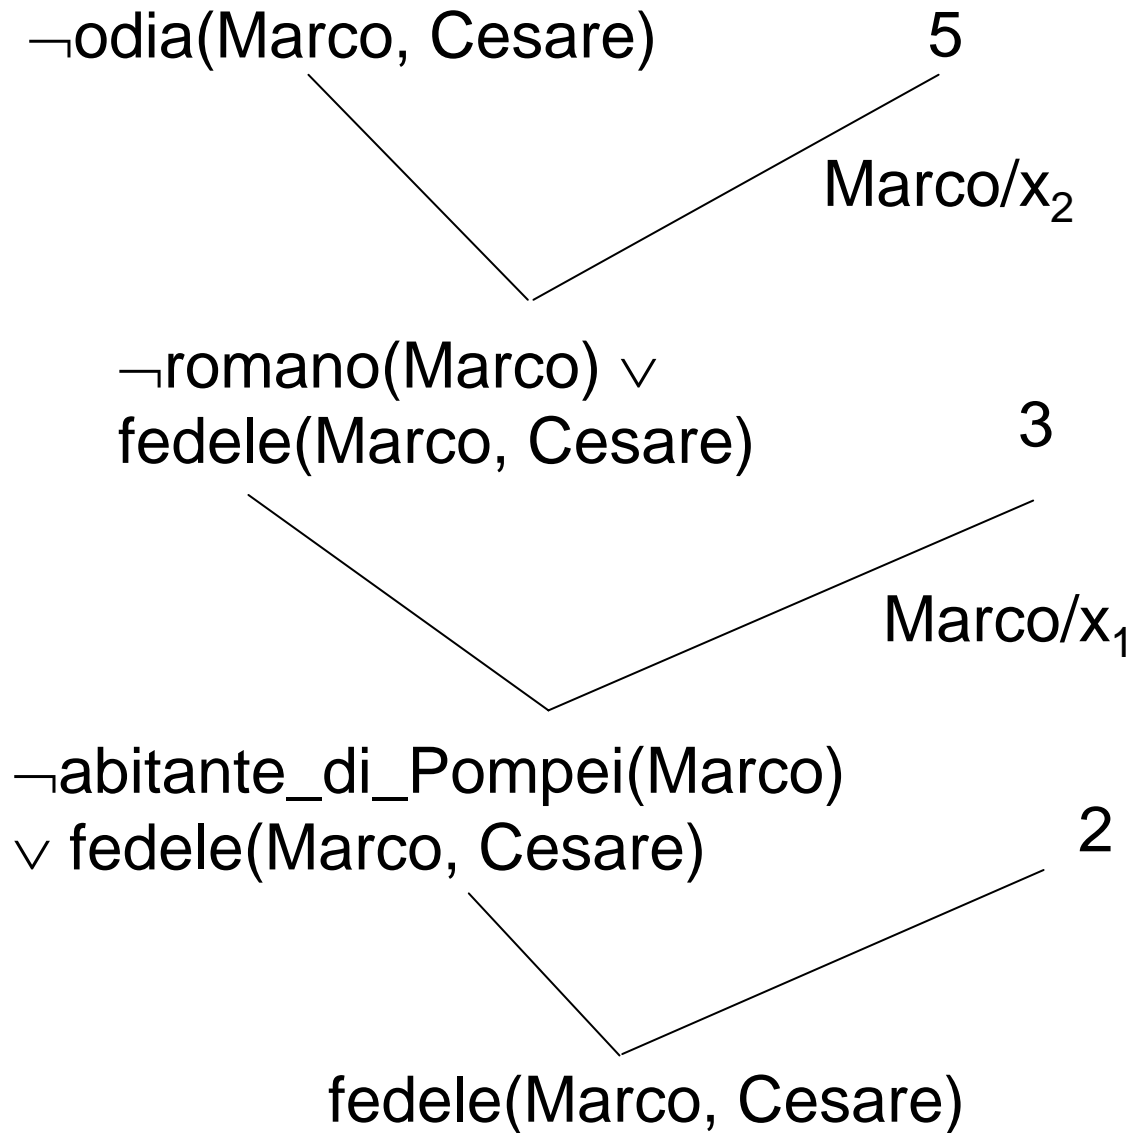 ¬odia(Marco, Cesare) 5
Marco/x₂
¬romano(Marco) ∨
fedele(Marco, Cesare) 3
Marco/x₁
¬abitante_di_Pompei(Marco)
∨ fedele(Marco, Cesare) 2
fedele(Marco, Cesare)